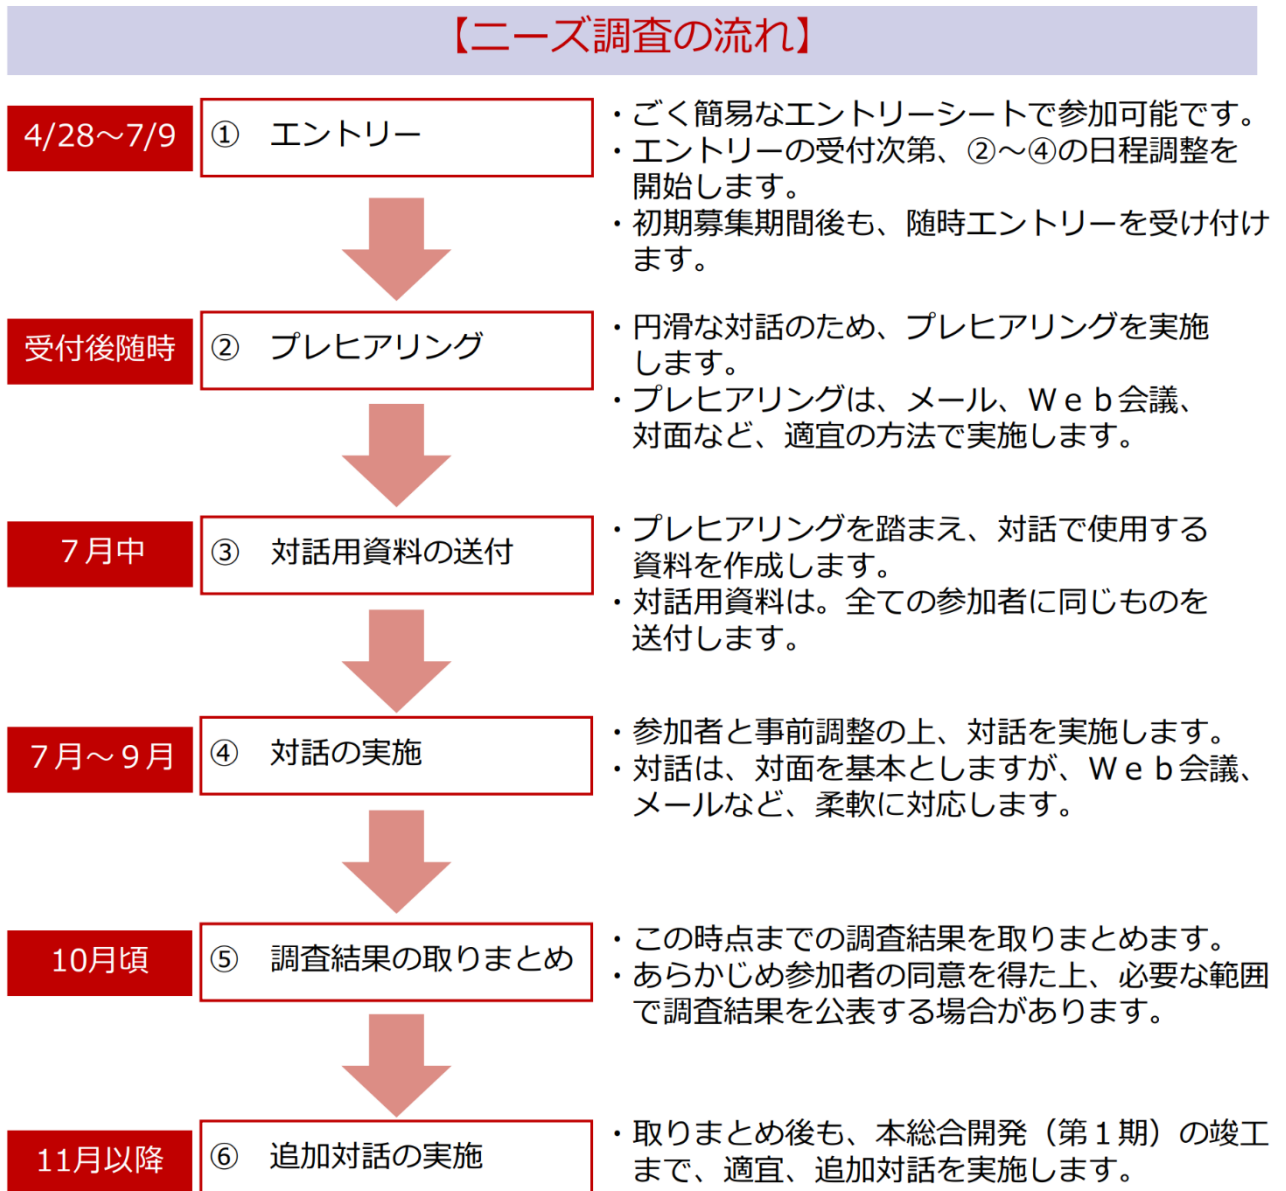 【ニーズ調査の流れ】
4/28～7/9
① エントリー
・ごく簡易なエントリーシートで参加可能です。
・エントリーの受付次第、②～④の日程調整を
開始します。
・初期募集期間後も、随時エントリーを受け付け
ます。
受付後随時
② プレヒアリング
・円滑な対話のため、プレヒアリングを実施
します。
・プレヒアリングは、メール、Ｗｅｂ会議、
対面など、適宜の方法で実施します。
７月中
③ 対話用資料の送付
・プレヒアリングを踏まえ、対話で使用する
資料を作成します。
・対話用資料は。全ての参加者に同じものを
送付します。
７月～９月
④ 対話の実施
・参加者と事前調整の上、対話を実施します。
・対話は、対面を基本としますが、Ｗｅｂ会議、
メールなど、柔軟に対応します。
10月頃
⑤ 調査結果の取りまとめ
・この時点までの調査結果を取りまとめます。
・あらかじめ参加者の同意を得た上、必要な範囲
で調査結果を公表する場合があります。
11月以降
⑥ 追加対話の実施
・取りまとめ後も、本総合開発（第１期）の竣工
まで、適宜、追加対話を実施します。